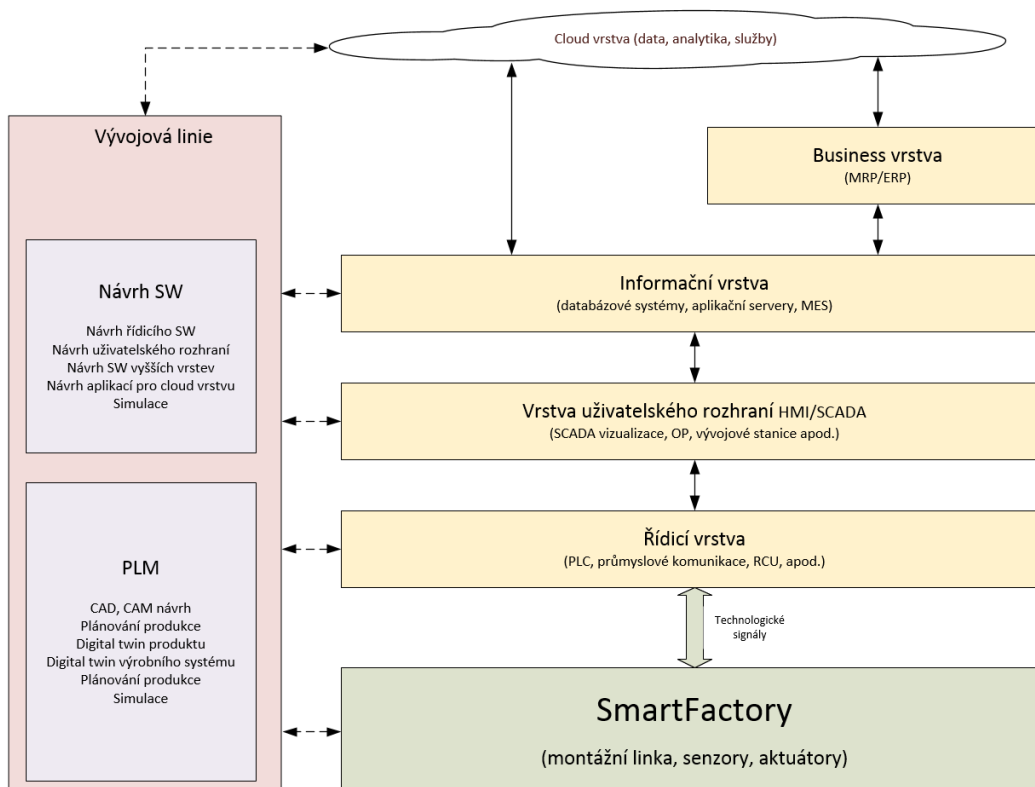 Cloud vrstva (data, analytika, služby)
Vývojová linie
Business vrstva
(MRP/ERP)
Návrh SW
Návrh řídicího SW
Návrh uživatelského rozhraní
Návrh SW vyšších vrstev
Návrh aplikací pro cloud vrstvu
Simulace
Informační vrstva
(databázové systémy, aplikační servery, MES)
Vrstva uživatelského rozhraní HMI/SCADA
(SCADA vizualizace, OP, vývojové stanice apod.)
PLM
CAD, CAM návrh
Plánování produkce
Digital twin produktu
Digital twin výrobního systému
Plánování produkce
Simulace
Řídicí vrstva
(PLC, průmyslové komunikace, RCU, apod.)
Technologické
signály
SmartFactory
(montážní linka, senzory, aktuátory)